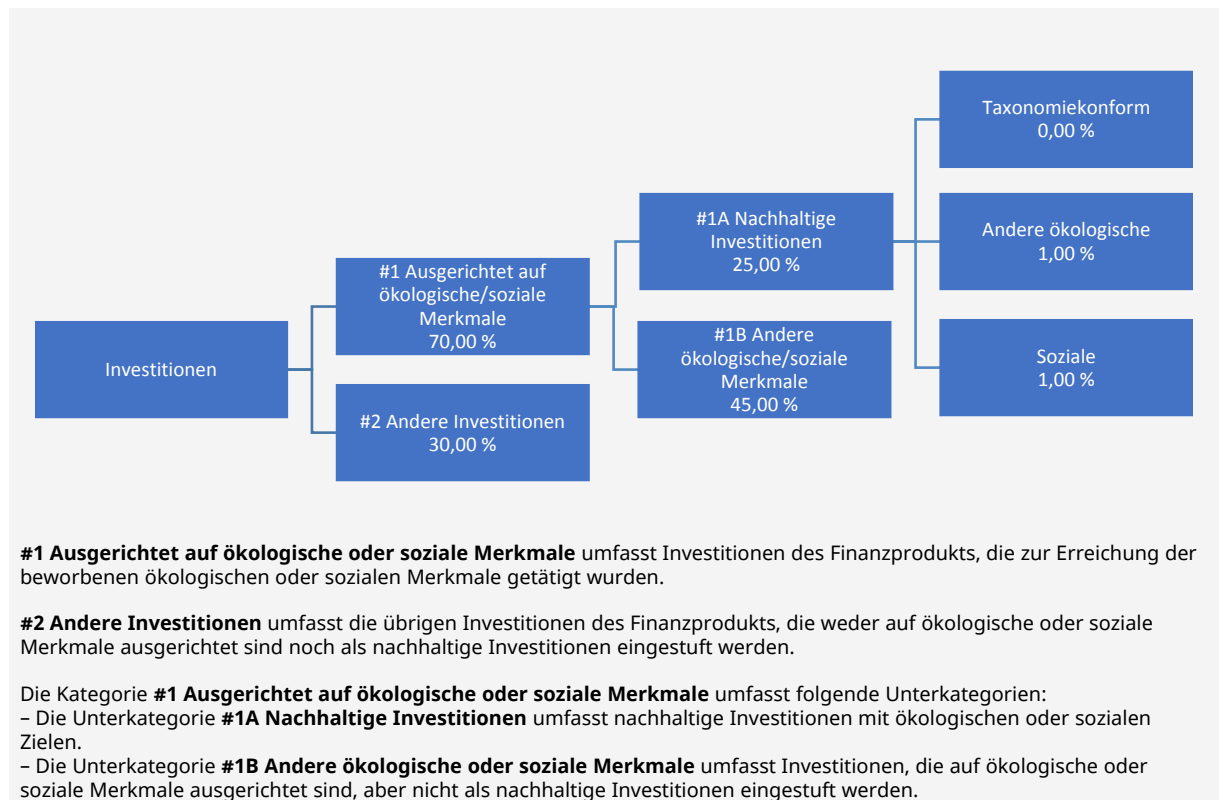 Taxonomiekonform
0,00 %
#1A Nachhaltige
Investitionen
25,00 %
Andere ökologische
1,00 %
#1 Ausgerichtet auf
ökologische/soziale
Merkmale
70,00 %
#1B Andere
ökologische/soziale
Merkmale
45,00 %
Soziale
1,00 %
Investitionen
#2 Andere Investitionen
30,00 %
#1 Ausgerichtet auf ökologische oder soziale Merkmale umfasst Investitionen des Finanzprodukts, die zur Erreichung der
beworbenen ökologischen oder sozialen Merkmale getätigt wurden.
#2 Andere Investitionen umfasst die übrigen Investitionen des Finanzprodukts, die weder auf ökologische oder soziale
Merkmale ausgerichtet sind noch als nachhaltige Investitionen eingestuft werden.
Die Kategorie #1 Ausgerichtet auf ökologische oder soziale Merkmale umfasst folgende Unterkategorien:
– Die Unterkategorie #1A Nachhaltige Investitionen umfasst nachhaltige Investitionen mit ökologischen oder sozialen
Zielen.
– Die Unterkategorie #1B Andere ökologische oder soziale Merkmale umfasst Investitionen, die auf ökologische oder
soziale Merkmale ausgerichtet sind, aber nicht als nachhaltige Investitionen eingestuft werden.